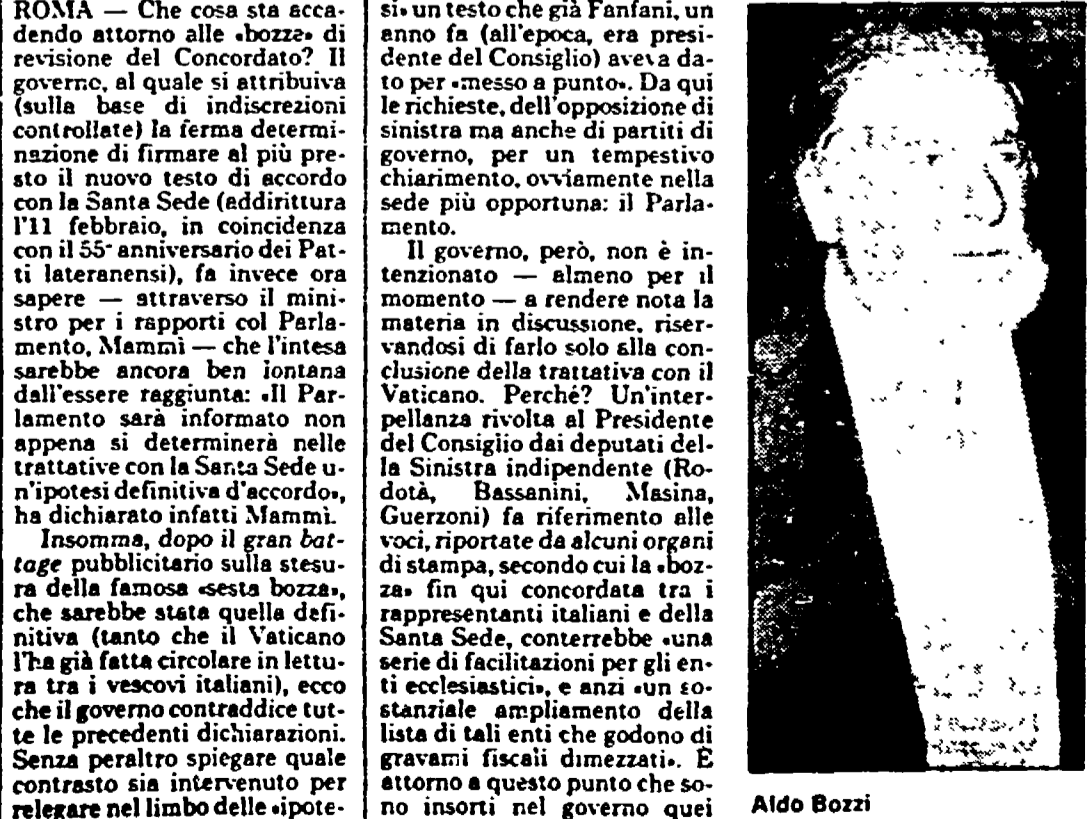 ROMA — Che cosa sta acca-
dendo attorno alle «bozze» di
revisione del Concordato? Il
governo, al quale si attribuiva
(sulla base di indiscrezioni
controllate) la ferma determi-
nazione di firmare al più pre-
sto il nuovo testo di accordo
con la Santa Sede (addirittura
l'11 febbraio, in coincidenza
con il 55° anniversario dei Pat-
ti lateranensi), fa invece ora
sapere — attraverso il mini-
stro per i rapporti col Parla-
mento, Mammì — che l'intesa
sarebbe ancora ben lontana
dall'essere raggiunta: «Il Par-
lamento sarà informato non
appena si determinerà nelle
trattative con la Santa Sede u-
n'ipotesi definitiva d'accordo»,
ha dichiarato infatti Mammì.
Insomma, dopo il gran bat-
tage pubblicitario sulla stesu-
ra della famosa «sesta bozza»,
che sarebbe stata quella defi-
nitiva (tanto che il Vaticano
l'ha già fatta circolare in lettu-
ra tra i vescovi italiani), ecco
che il governo contraddice tut-
te le precedenti dichiarazioni.
Senza peraltro spiegare quale
contrasto sia intervenuto per
relegare nel limbo delle «ipote-
si» un testo che già Fanfani, un
anno fa (all'epoca, era presi-
dente del Consiglio) aveva da-
to per «messo a punto». Da qui
le richieste, dell'opposizione di
sinistra ma anche di partiti di
governo, per un tempestivo
chiarimento, ovviamente nella
sede più opportuna: il Parla-
mento.
Il governo, però, non è in-
tenzionato — almeno per il
momento — a rendere nota la
materia in discussione, riser-
vandosi di farlo solo alla con-
clusione della trattativa con il
Vaticano. Perché? Un'inter-
pellanza rivolta al Presidente
del Consiglio dai deputati del-
la Sinistra indipendente (Ro-
dotà, Bassanini, Masina,
Guerzoni) fa riferimento alle
voci, riportate da alcuni organi
di stampa, secondo cui la «boz-
za» fin qui concordata tra i
rappresentanti italiani e della
Santa Sede, conterrebbe «una
serie di facilitazioni per gli en-
ti ecclesiastici», e anzi «un so-
stanziale ampliamento della
lista di tali enti che godono di
gravami fiscali dimezzati». È
attorno a questo punto che so-
no insorti nel governo quei
Aldo Bozzi